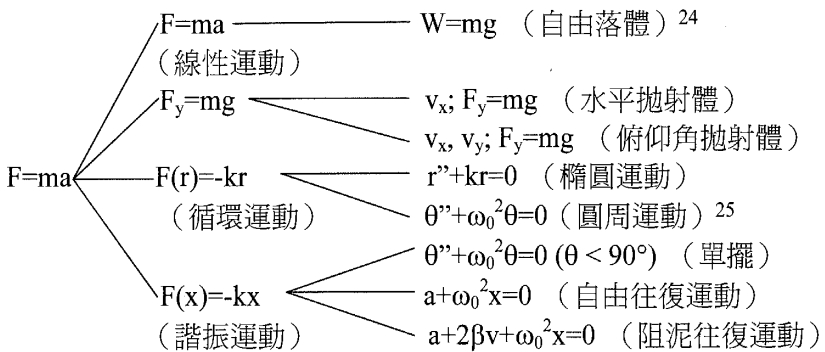 F=ma W=mg （自由落體）24
（線性運動）
Fy=mg vx; Fy=mg （水平拋射體）
vx, vy; Fy=mg （俯仰角拋射體）
F=ma F(r)=-kr r”+kr=0 （橢圓運動）
（循環運動） θ”+ω0²θ=0 （圓周運動）25
θ”+ω0²θ=0 (θ < 90°) （單擺）
F(x)=-kx a+ω0²x=0 （自由往復運動）
（諧振運動） a+2βv+ω0²x=0 （阻泥往復運動）